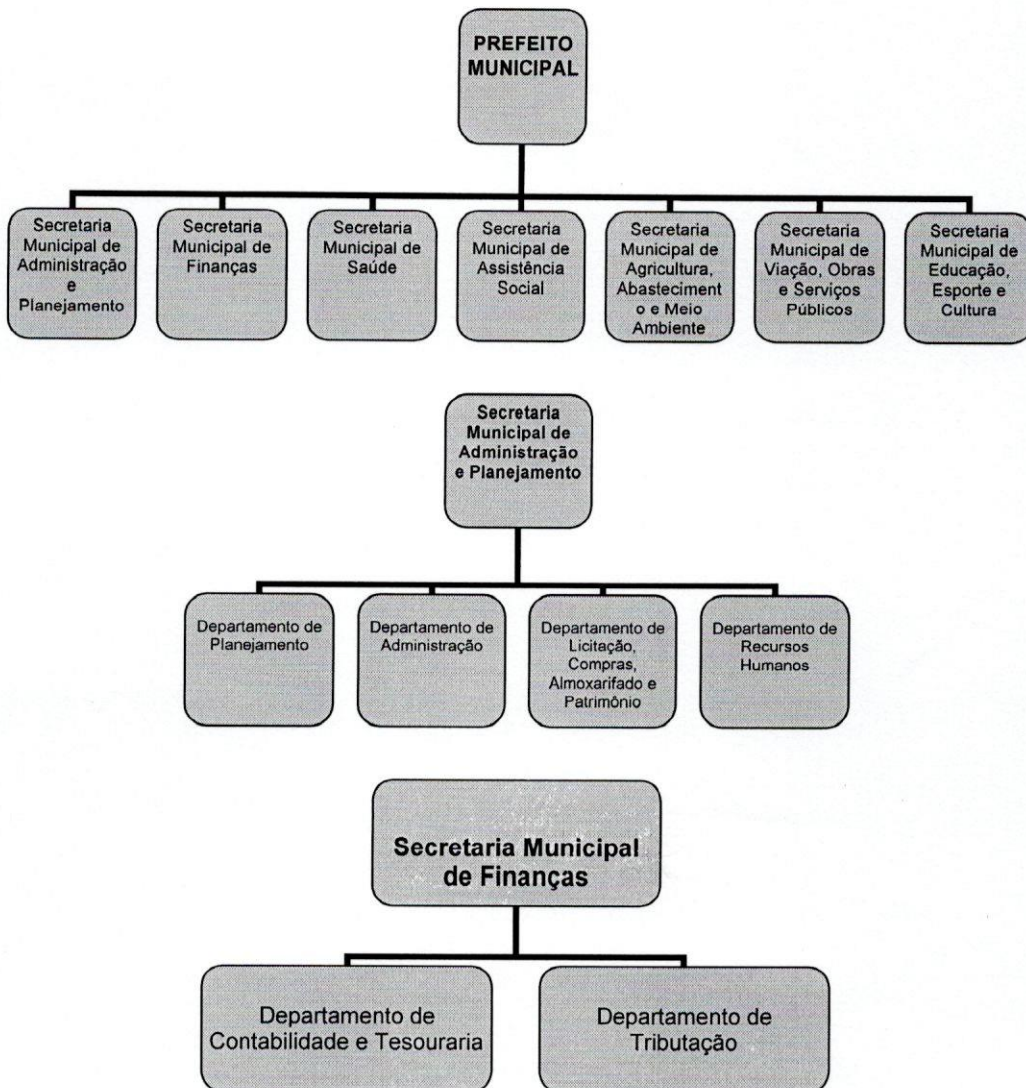 PREFEITO
MUNICIPAL
Secretaria
Municipal de
Administração
e
Planejamento
Secretaria
Municipal de
Finanças
Secretaria
Municipal de
Saúde
Secretaria
Municipal de
Assistência
Social
Secretaria
Municipal de
Agricultura,
Abasteciment
o e Meio
Ambiente
Secretaria
Municipal de
Viação, Obras
e Serviços
Públicos
Secretaria
Municipal de
Educação,
Esporte e
Cultura
Secretaria
Municipal de
Administração
e Planejamento
Departamento de
Planejamento
Departamento de
Administração
Departamento de
Licitação,
Compras,
Almoxarifado e
Patrimônio
Departamento de
Recursos
Humanos
Secretaria Municipal
de Finanças
Departamento de
Contabilidade e Tesouraria
Departamento de
Tributação